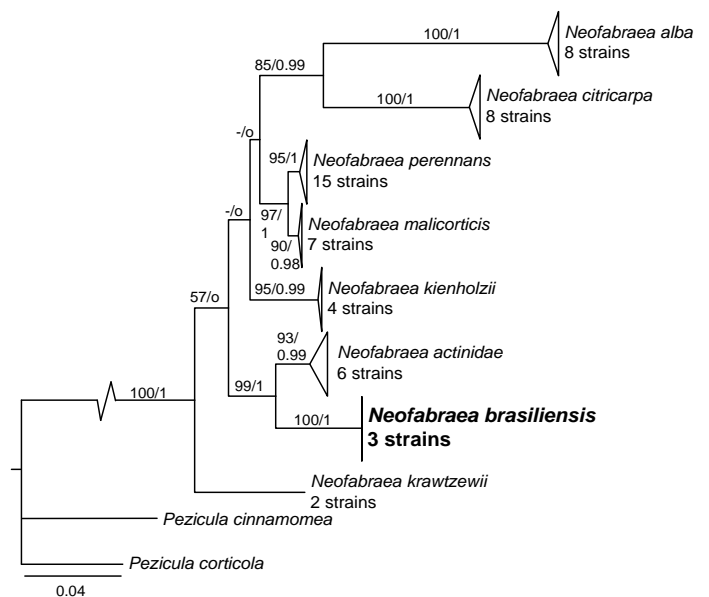 100/1
Neofabraea alba
8 strains
85/0.99
100/1
Neofabraea citricarpa
8 strains
-/o
95/1
Neofabraea perennans
15 strains
97/
1
-/o
Neofabraea malicorticis
7 strains
90/
0.98
95/0.99
Neofabraea kienholzii
4 strains
57/o
93/
0.99
Neofabraea actinidae
6 strains
99/1
100/1
Neofabraea brasiliensis
3 strains
100/1
Neofabraea krawtzewii
2 strains
Pezicula cinnamomea
Pezicula corticola
0.04